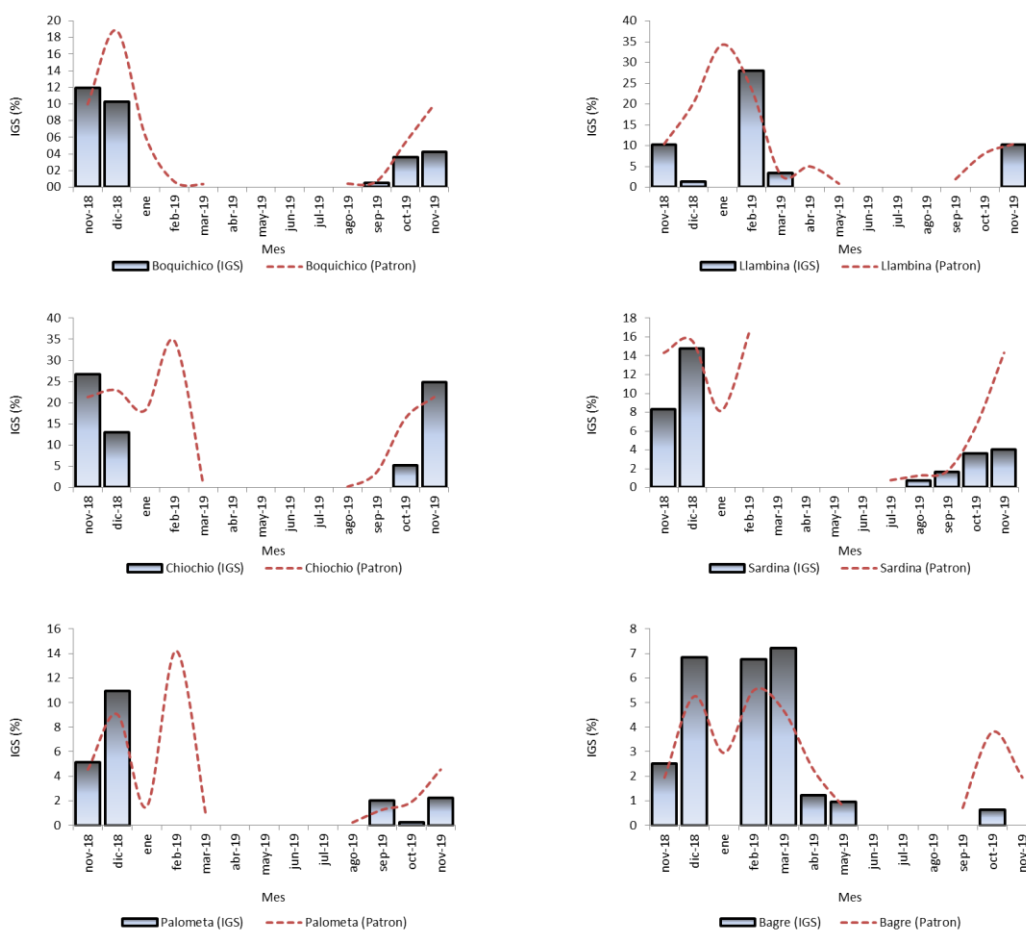 20
18
16
14
12
10
08
06
04
02
00
IGS (%)
nov-18 dic-18 ene feb-19 mar-19 abr-19 may-19 jun-19 jul-19 ago-19 sep-19 oct-19 nov-19
Mes
Boquichico (IGS) Boquichico (Patron)
40
35
30
25
20
15
10
5
0
IGS (%)
nov-18 dic-18 ene feb-19 mar-19 abr-19 may-19 jun-19 jul-19 ago-19 sep-19 oct-19 nov-19
Mes
Llambina (IGS) Llambina (Patron)
40
35
30
25
20
15
10
5
0
IGS (%)
nov-18 dic-18 ene feb-19 mar-19 abr-19 may-19 jun-19 jul-19 ago-19 sep-19 oct-19 nov-19
Mes
Chiochio (IGS) Chiochio (Patron)
18
16
14
12
10
8
6
4
2
0
IGS (%)
nov-18 dic-18 ene feb-19 mar-19 abr-19 may-19 jun-19 jul-19 ago-19 sep-19 oct-19 nov-19
Mes
Sardina (IGS) Sardina (Patron)
16
14
12
10
8
6
4
2
0
IGS (%)
nov-18 dic-18 ene feb-19 mar-19 abr-19 may-19 jun-19 jul-19 ago-19 sep-19 oct-19 nov-19
Mes
Palometa (IGS) Palometa (Patron)
8
7
6
5
4
3
2
1
0
IGS (%)
nov-18 dic-18 ene feb-19 mar-19 abr-19 may-19 jun-19 jul-19 ago-19 sep-19 oct-19 nov-19
Mes
Bagre (IGS) Bagre (Patron)